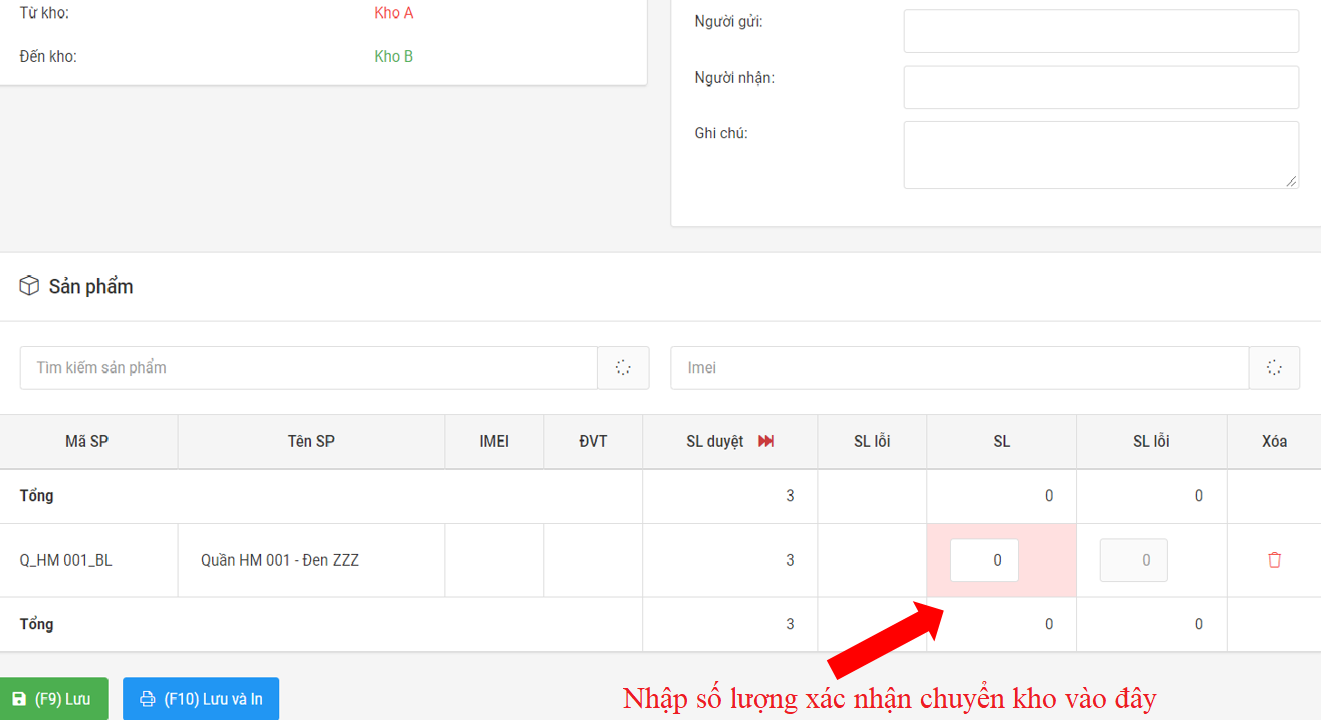 Từ kho: Kho A
Đến kho: Kho B
Người gửi:
Người nhận:
Ghi chú:
Sản phẩm
Tìm kiếm sản phẩm
Imei
Mã SP Tên SP IMEI ĐVT SL duyệt SL lỗi SL SL lỗi Xóa
Tổng 3 0 0
Q_HM 001_BL Quần HM 001 - Đen ZZZ 3 0 0
Tổng 3 0 0
(F9) Lưu (F10) Lưu và In
Nhập số lượng xác nhận chuyển kho vào đây